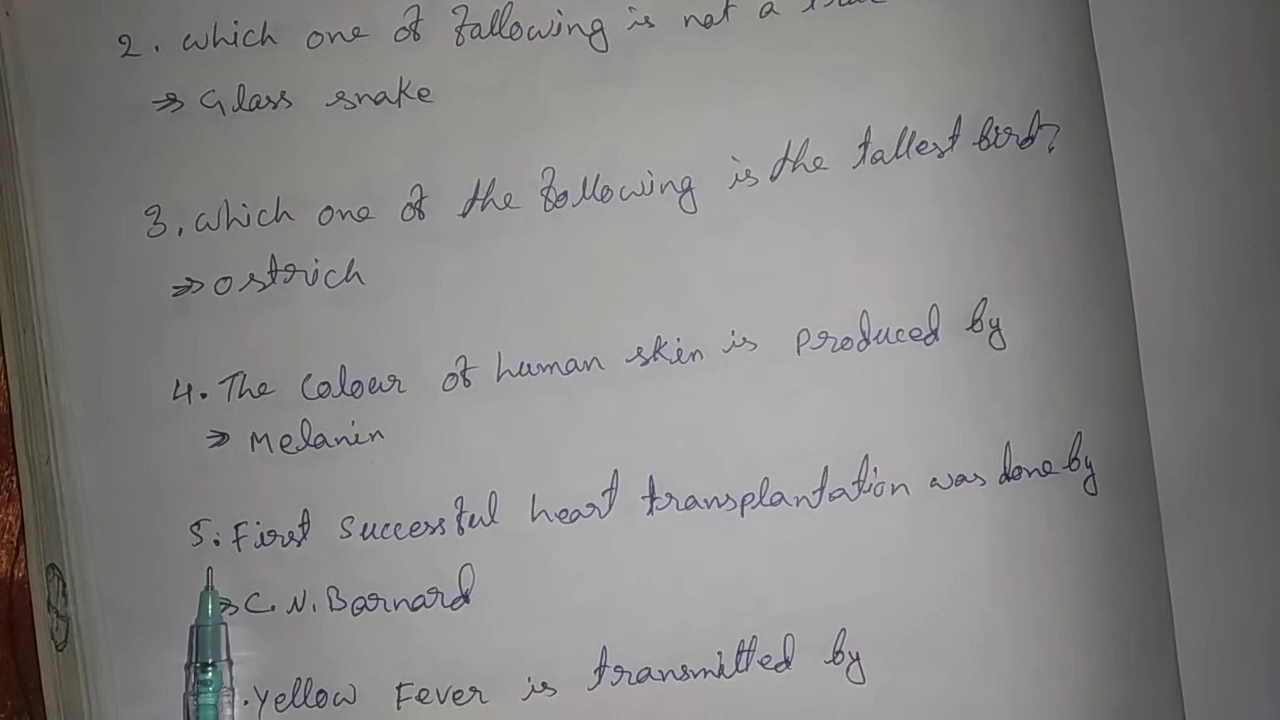 2. which one of following is not a
⇒ Glass snake
3. which one of the following is the tallest bird?
⇒ Ostrich
4. The colour of human skin is produced by
⇒ Melanin
5. First successful heart transplantation was done by
⇒ C. N. Barnard
. Yellow Fever is transmitted by